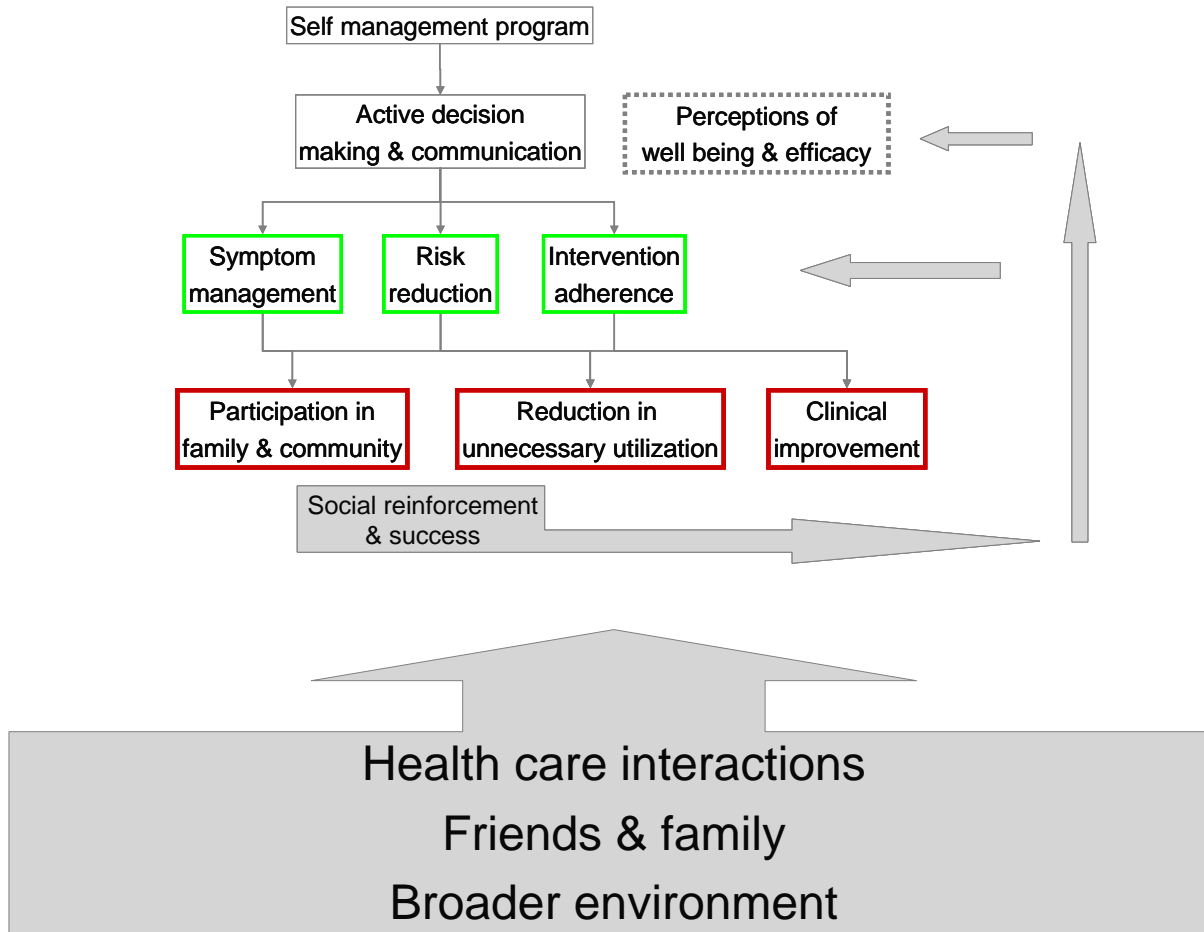 Self management program
Active decision
making & communication
Perceptions of
well being & efficacy
Symptom
management
Risk
reduction
Intervention
adherence
Participation in
family & community
Reduction in
unnecessary utilization
Clinical
improvement
Social reinforcement
& success
Health care interactions
Friends & family
Broader environment